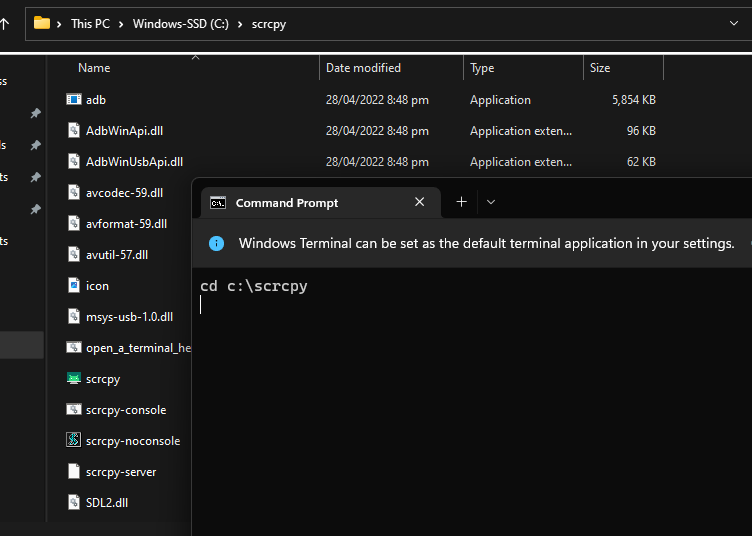 This PC > Windows-SSD (C:) > scrcpy
Name Date modified Type Size
ss
adb 28/04/2022 8:48 pm Application 5,854 KB
AdbWinApi.dll 28/04/2022 8:48 pm Application exten... 96 KB
ds
AdbWinUsbApi.dll 28/04/2022 8:48 pm Application exten... 62 KB
ts
avcodec-59.dll
Command Prompt
avformat-59.dll
ts
Windows Terminal can be set as the default terminal application in your settings.
avutil-57.dll
icon
cd c:\scrcpy
msys-usb-1.0.dll
open_a_terminal_he
scrcpy
scrcpy-console
scrcpy-noconsole
scrcpy-server
SDL2.dll